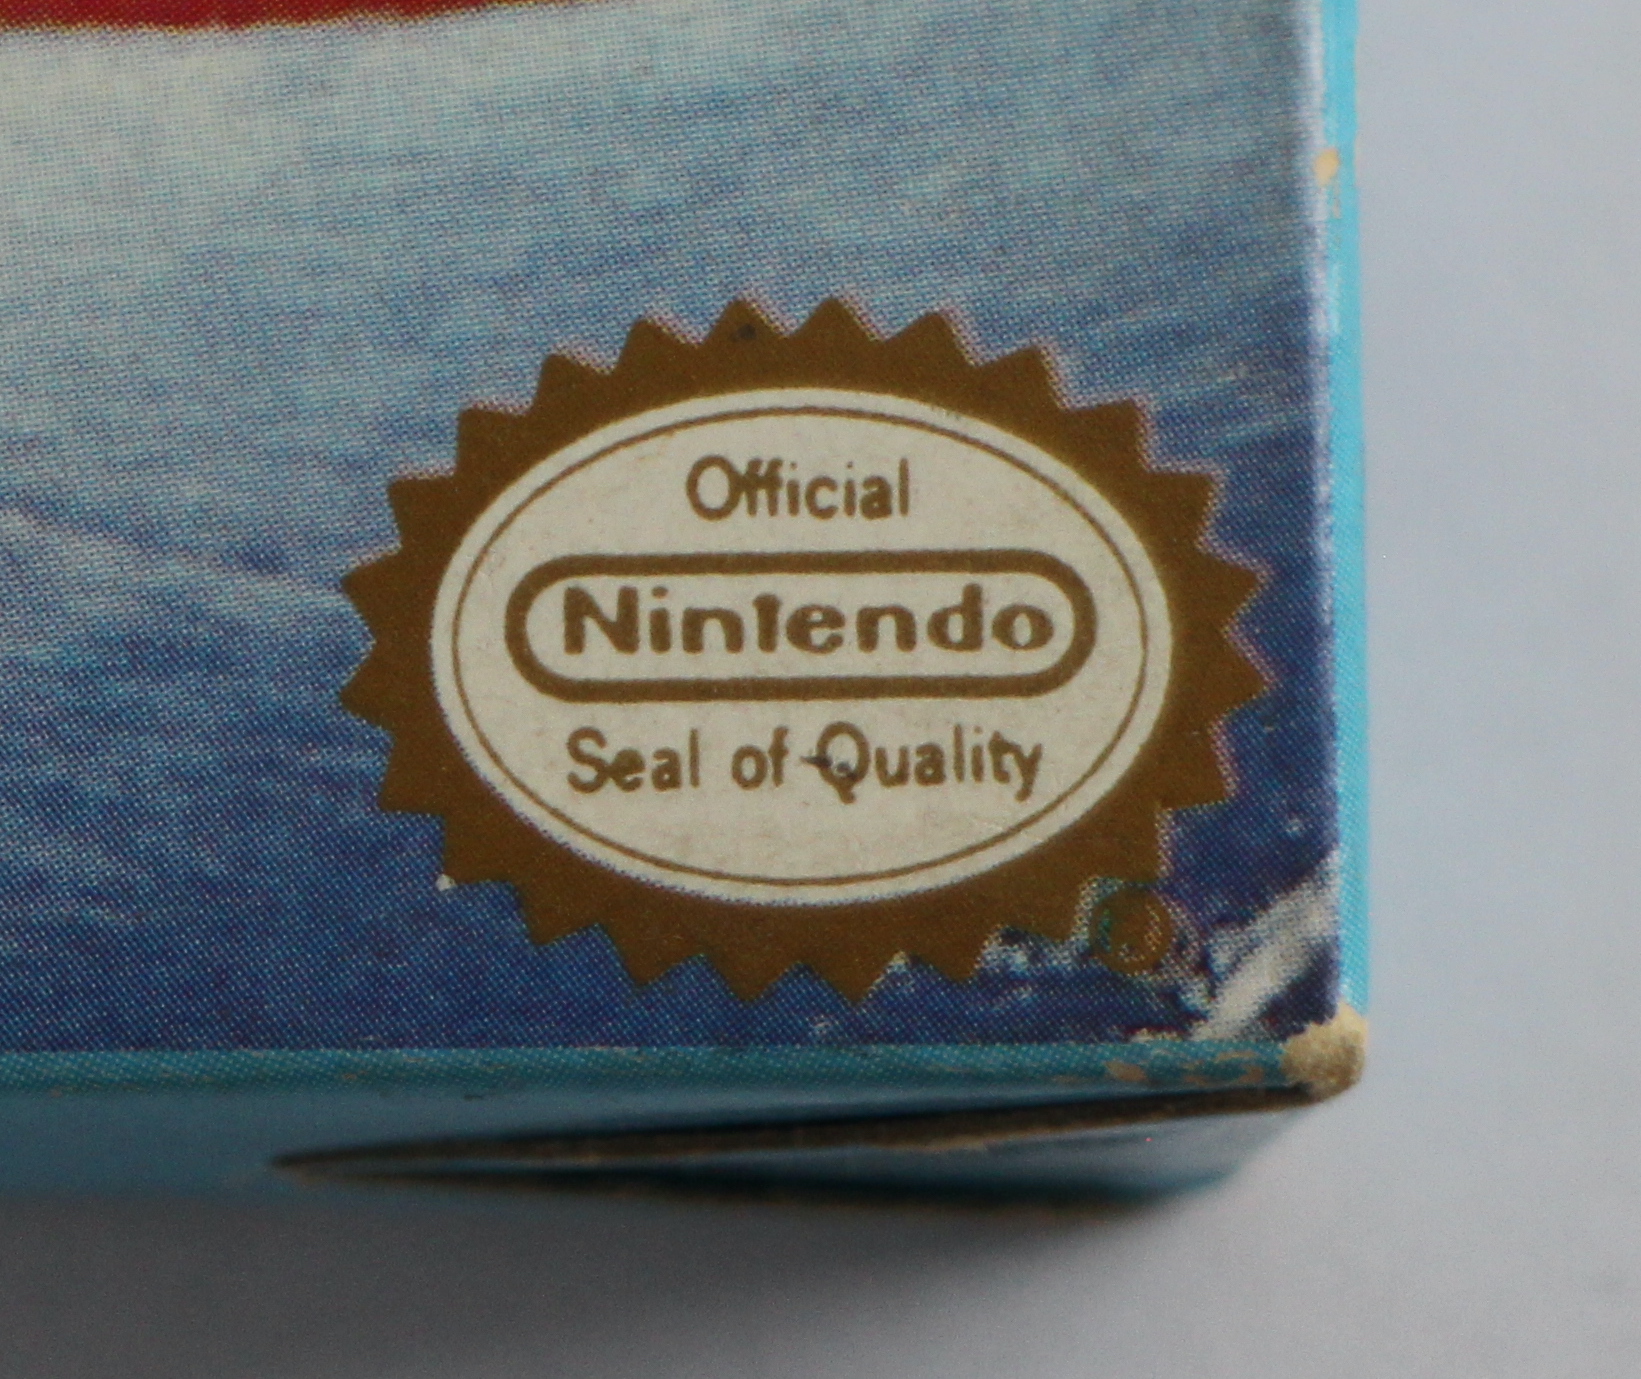 Official
Nintendo
Seal of Quality